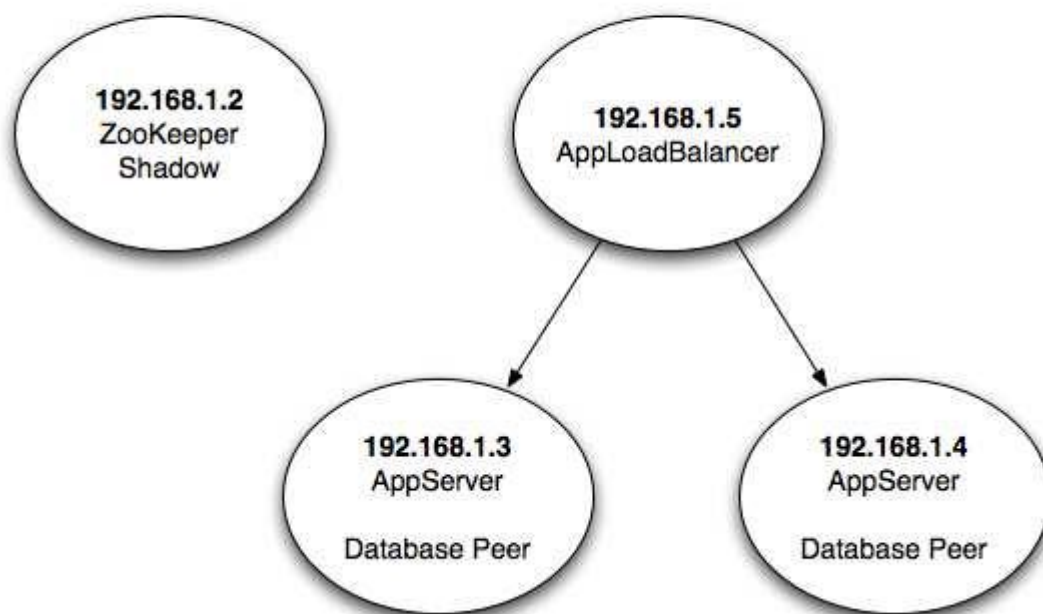 192.168.1.2
ZooKeeper
Shadow
192.168.1.5
AppLoadBalancer
192.168.1.3
AppServer
Database Peer
192.168.1.4
AppServer
Database Peer